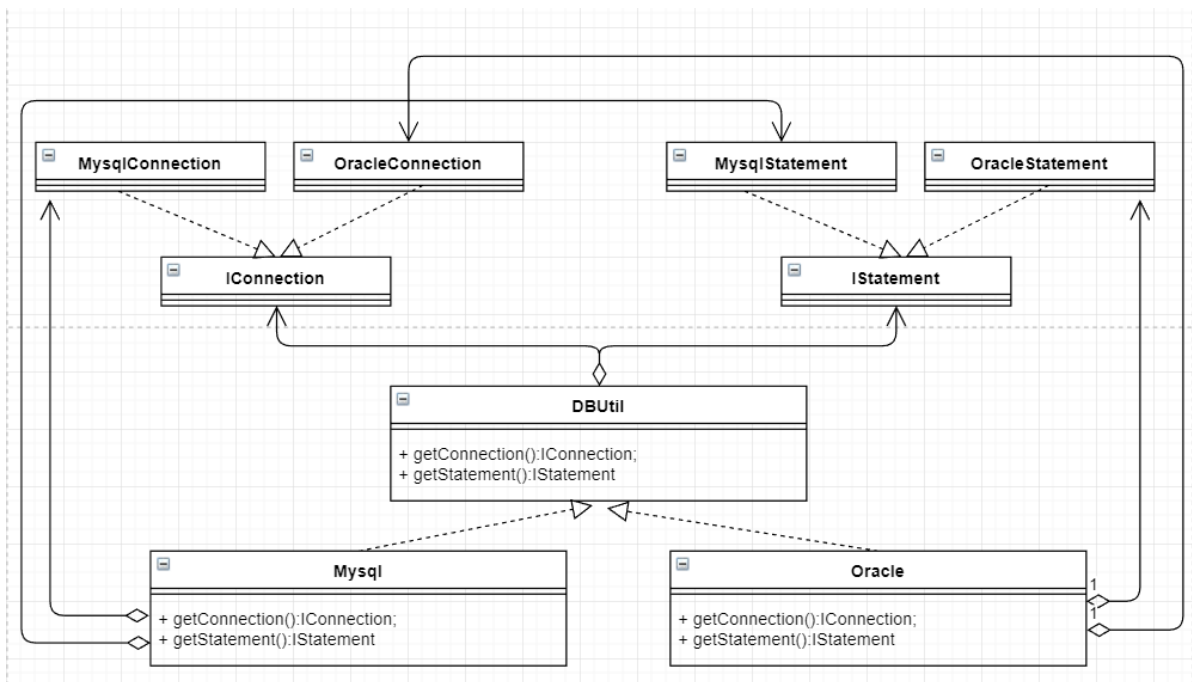 MysqlConnection
OracleConnection
MysqlStatement
OracleStatement
IConnection
IStatement
DBUtil
+ getConnection():IConnection;
+ getStatement():IStatement
Mysql
+ getConnection():IConnection;
+ getStatement():IStatement
Oracle
+ getConnection():IConnection;
+ getStatement():IStatement
1
1